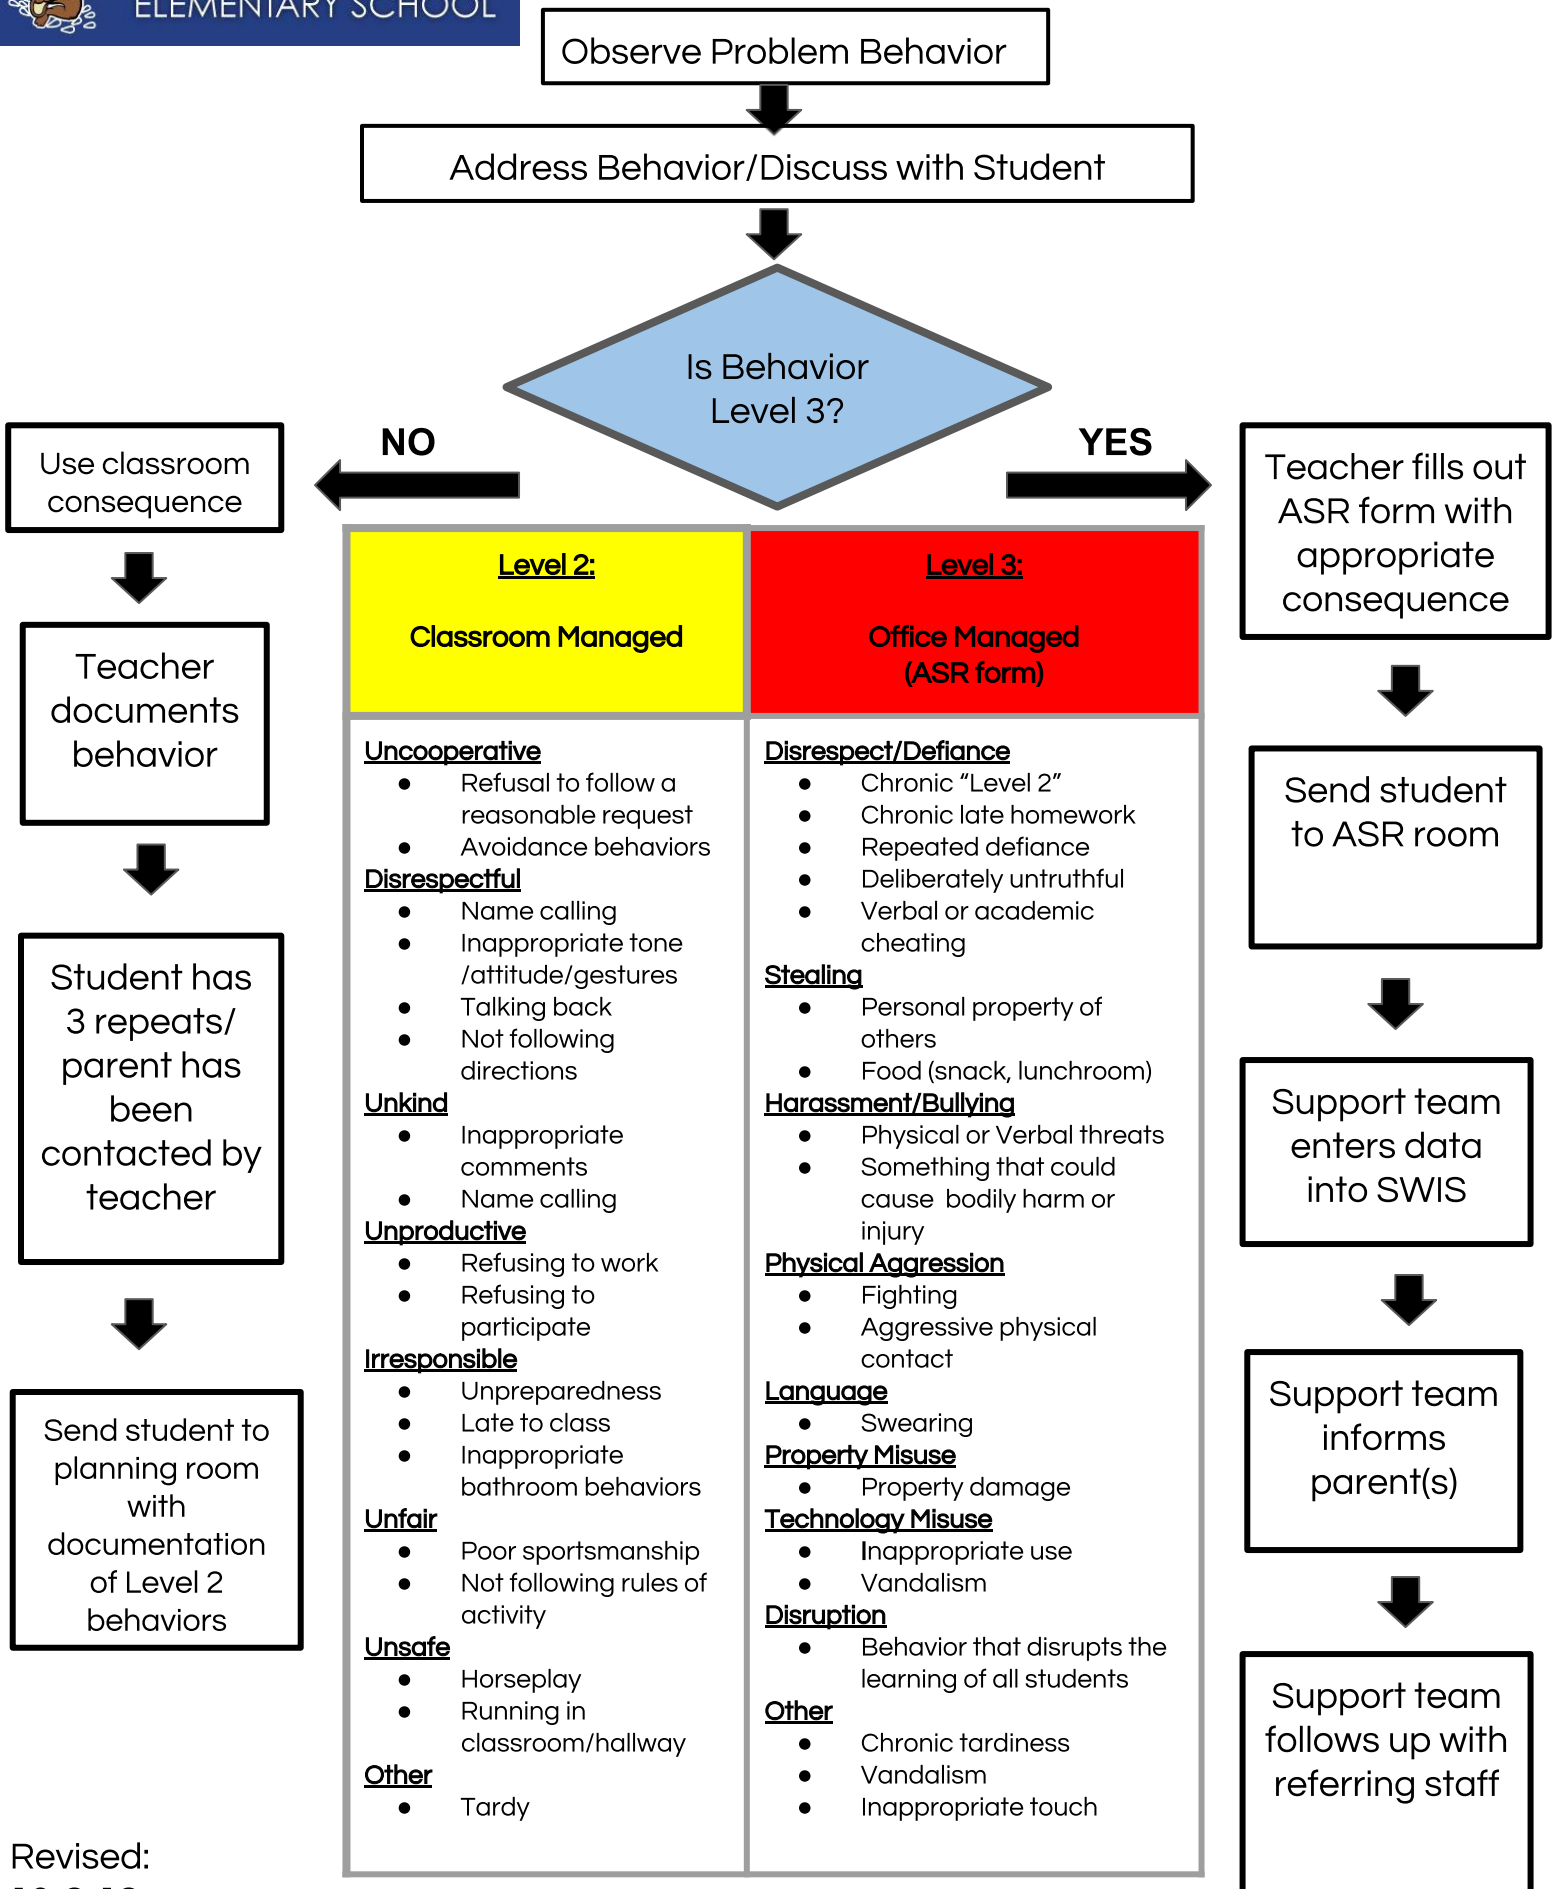 ELEMENTARY SCHOOL
Observe Problem Behavior
Address Behavior/Discuss with Student
Is Behavior
Level 3?
NO
YES
Use classroom
consequence
Teacher
documents
behavior
Student has
3 repeats/
parent has
been
contacted by
teacher
Send student to
planning room
with
documentation
of Level 2
behaviors
Level 2:
Classroom Managed
Uncooperative
● Refusal to follow a
reasonable request
● Avoidance behaviors
Disrespectful
● Name calling
● Inappropriate tone
/attitude/gestures
● Talking back
● Not following
directions
Unkind
● Inappropriate
comments
● Name calling
Unproductive
● Refusing to work
● Refusing to
participate
Irresponsible
● Unpreparedness
● Late to class
● Inappropriate
bathroom behaviors
Unfair
● Poor sportsmanship
● Not following rules of
activity
Unsafe
● Horseplay
● Running in
classroom/hallway
Other
● Tardy
Level 3:
Office Managed
(ASR form)
Disrespect/Defiance
● Chronic “Level 2”
● Chronic late homework
● Repeated defiance
● Deliberately untruthful
● Verbal or academic
cheating
Stealing
● Personal property of
others
● Food (snack, lunchroom)
Harassment/Bullying
● Physical or Verbal threats
● Something that could
cause bodily harm or
injury
Physical Aggression
● Fighting
● Aggressive physical
contact
Language
● Swearing
Property Misuse
● Property damage
Technology Misuse
● Inappropriate use
● Vandalism
Disruption
● Behavior that disrupts the
learning of all students
Other
● Chronic tardiness
● Vandalism
● Inappropriate touch
Teacher fills out
ASR form with
appropriate
consequence
Send student
to ASR room
Support team
enters data
into SWIS
Support team
informs
parent(s)
Support team
follows up with
referring staff
Revised: